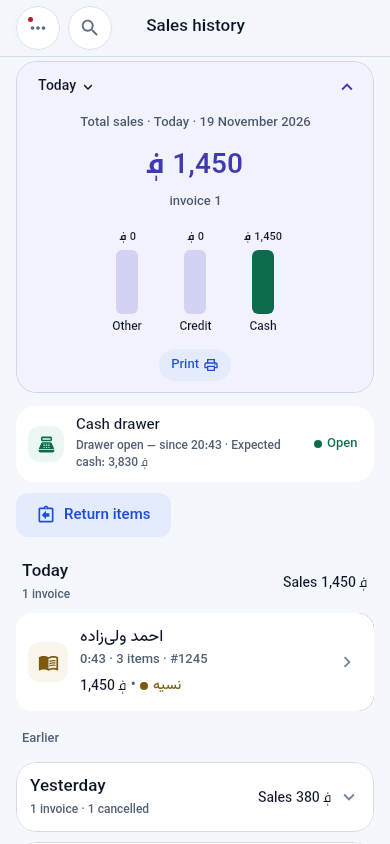 Sales history
Today
Total sales · Today · 19 November 2026
؋ 1,450
invoice 1
؋ 0
؋ 0
؋ 1,450
Other
Credit
Cash
Print
Cash drawer
Drawer open — since 20:43 · Expected
cash: 3,830 ؋
Open
Return items
Today
1 invoice
Sales 1,450 ؋
احمد ولی‌زاده
0:43 · 3 items · #1245
1,450 ؋ • نسیه
Earlier
Yesterday
1 invoice · 1 cancelled
Sales 380 ؋